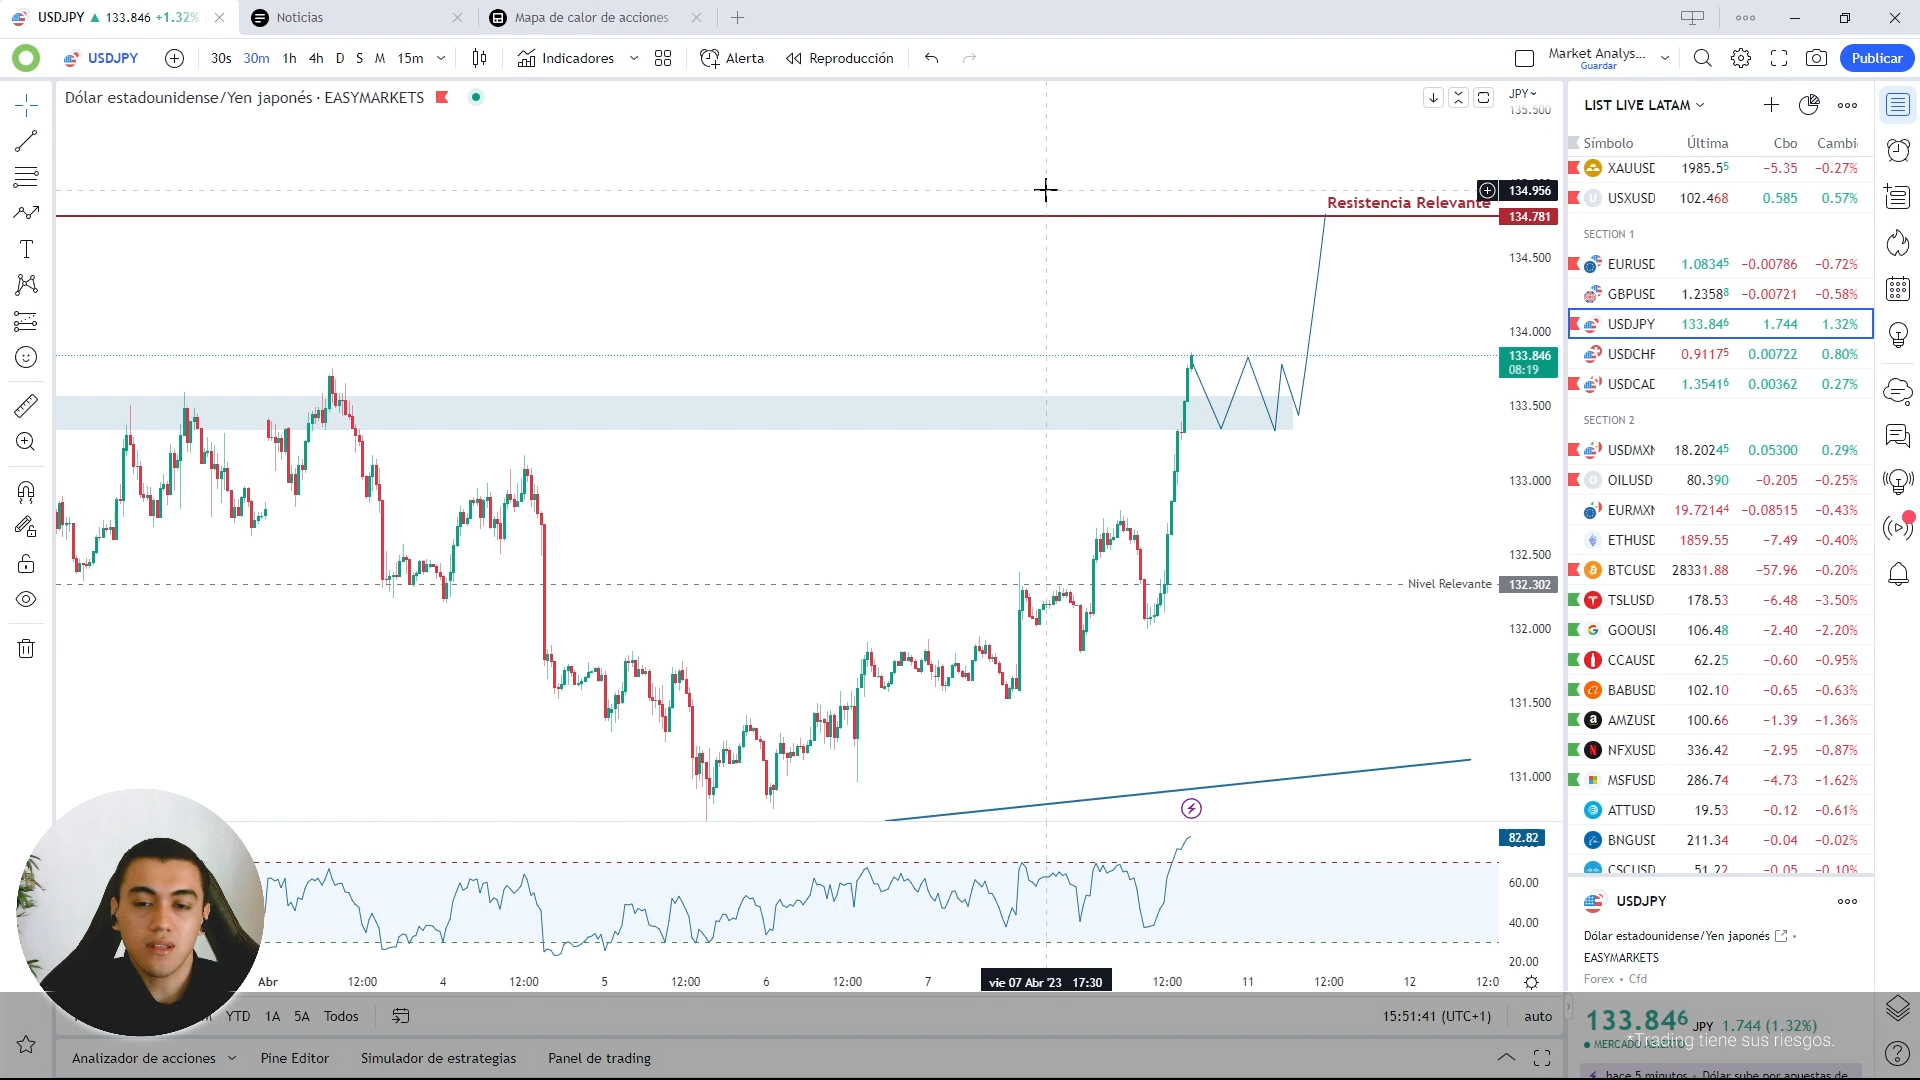 USDJPY ▲ 133.846 +1.32%
Noticias
Mapa de calor de acciones
USDJPY
30s 30m 1h 4h D S M 15m
Indicadores
Alerta
Reproducción
Market Analys...
Guardar
Publicar
Dólar estadounidense/Yen japonés · EASYMARKETS
JPY
135.500
134.956
Resistencia Relevante
134.781
134.500
134.000
133.846
08:19
133.500
133.000
132.500
Nivel Relevante 132.302
132.000
131.500
131.000
82.82
60.00
40.00
20.00
Abr 12:00 4 12:00 5 12:00 6 12:00 7 vie 07 Abr '23 17:30 12:00 11 12:00 12 12:0
YTD 1A 5A Todos
15:51:41 (UTC+1) auto
Analizador de acciones Pine Editor Simulador de estrategias Panel de trading
LIST LIVE LATAM
Símbolo Última Cbo Cambi
XAUUSD 1985.55 −5.35 −0.27%
USXUSD 102.468 0.585 0.57%
SECTION 1
EURUSD 1.08345 −0.00786 −0.72%
GBPUSD 1.23588 −0.00721 −0.58%
USDJPY 133.846 1.744 1.32%
USDCHF 0.91175 0.00722 0.80%
USDCAD 1.35416 0.00362 0.27%
SECTION 2
USDMXN 18.20245 0.05300 0.29%
OILUSD 80.390 −0.205 −0.25%
EURMXN 19.72144 −0.08515 −0.43%
ETHUSD 1859.55 −7.49 −0.40%
BTCUSD 28331.88 −57.96 −0.20%
TSLUSD 178.53 −6.48 −3.50%
GOOUSD 106.48 −2.40 −2.20%
CCAUSD 62.25 −0.60 −0.95%
BABUSD 102.10 −0.65 −0.63%
AMZUSD 100.66 −1.39 −1.36%
NFXUSD 336.42 −2.95 −0.87%
MSFUSD 286.74 −4.73 −1.62%
ATTUSD 19.53 −0.12 −0.61%
BNGUSD 211.34 −0.04 −0.02%
CSCUSD 51.22 −0.05 −0.10%
USDJPY
Dólar estadounidense/Yen japonés
EASYMARKETS
Forex • Cfd
133.846 JPY 1.744 (1.32%)
*Trading tiene sus riesgos.
MERCADO ABIERTO
hace 5 minutos • Dólar sube por apuestas de